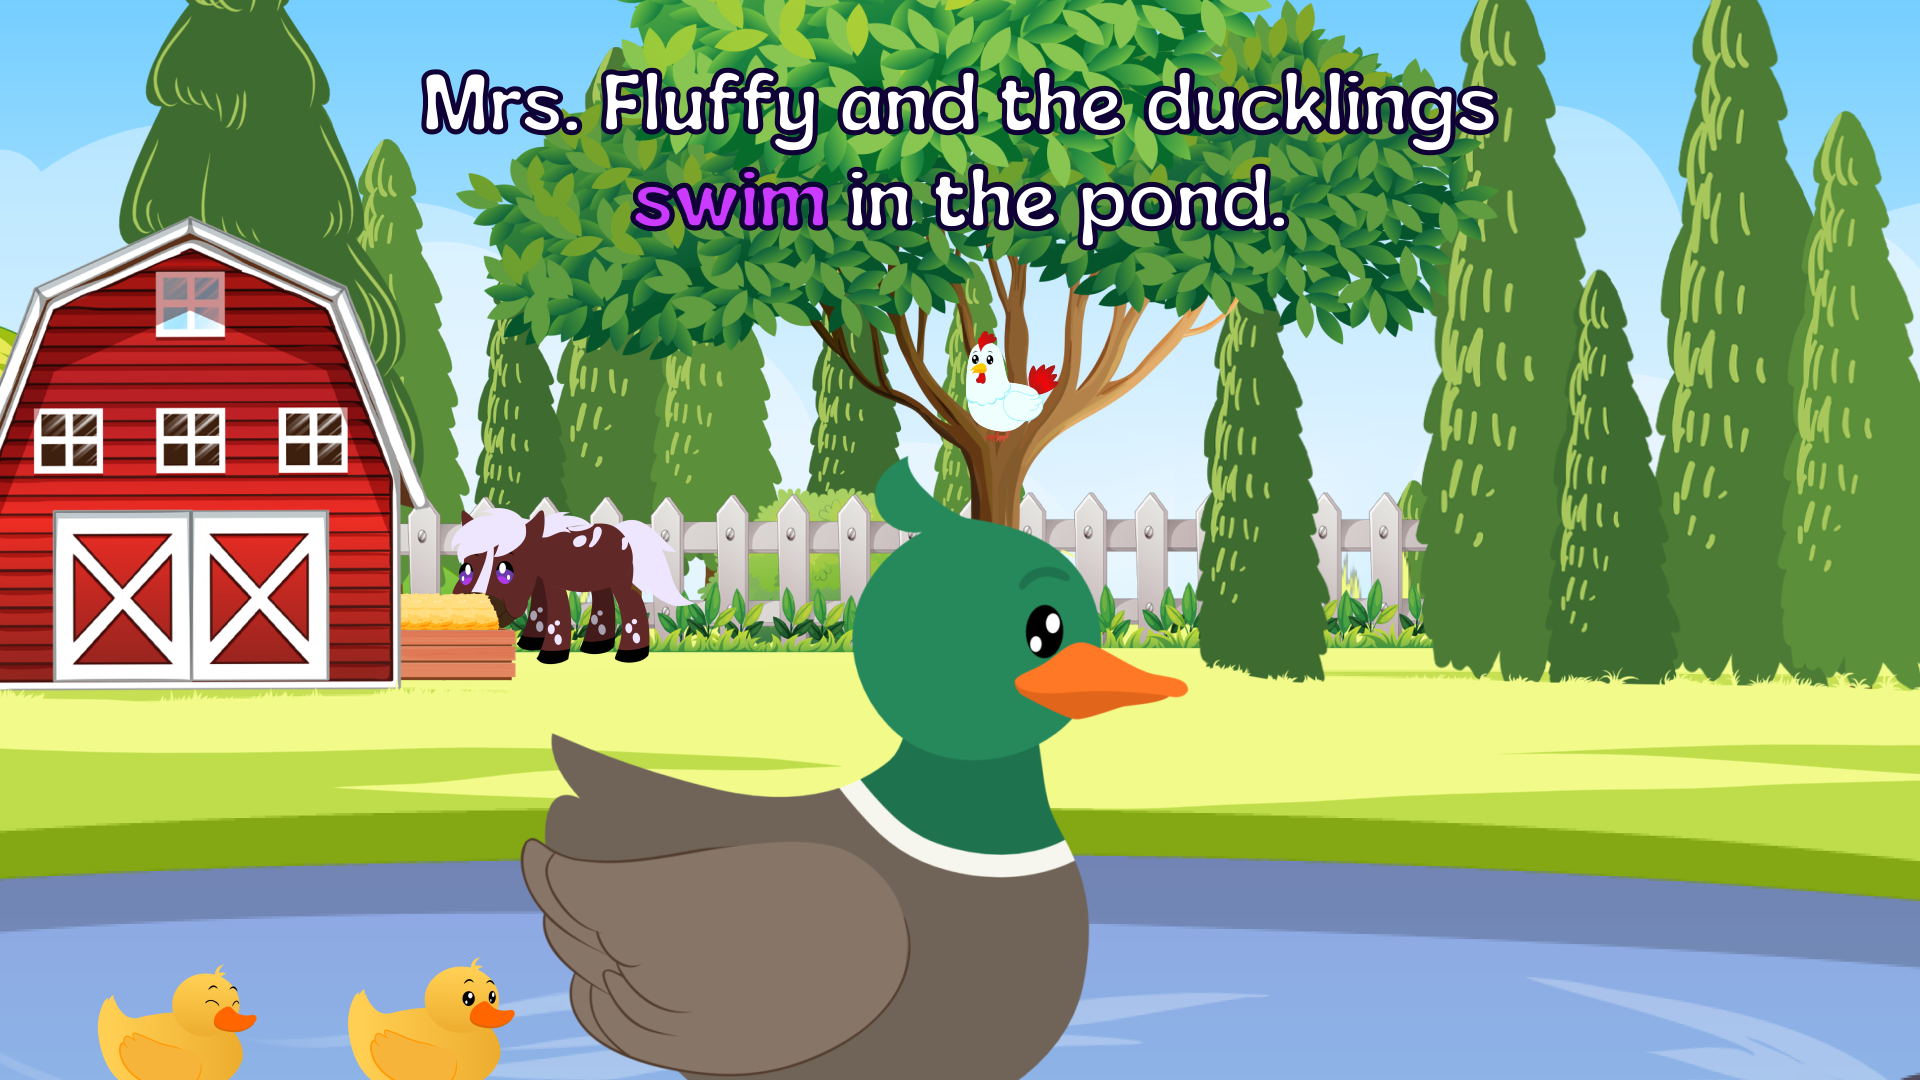 Mrs. Fluffy and the ducklings
swim in the pond.